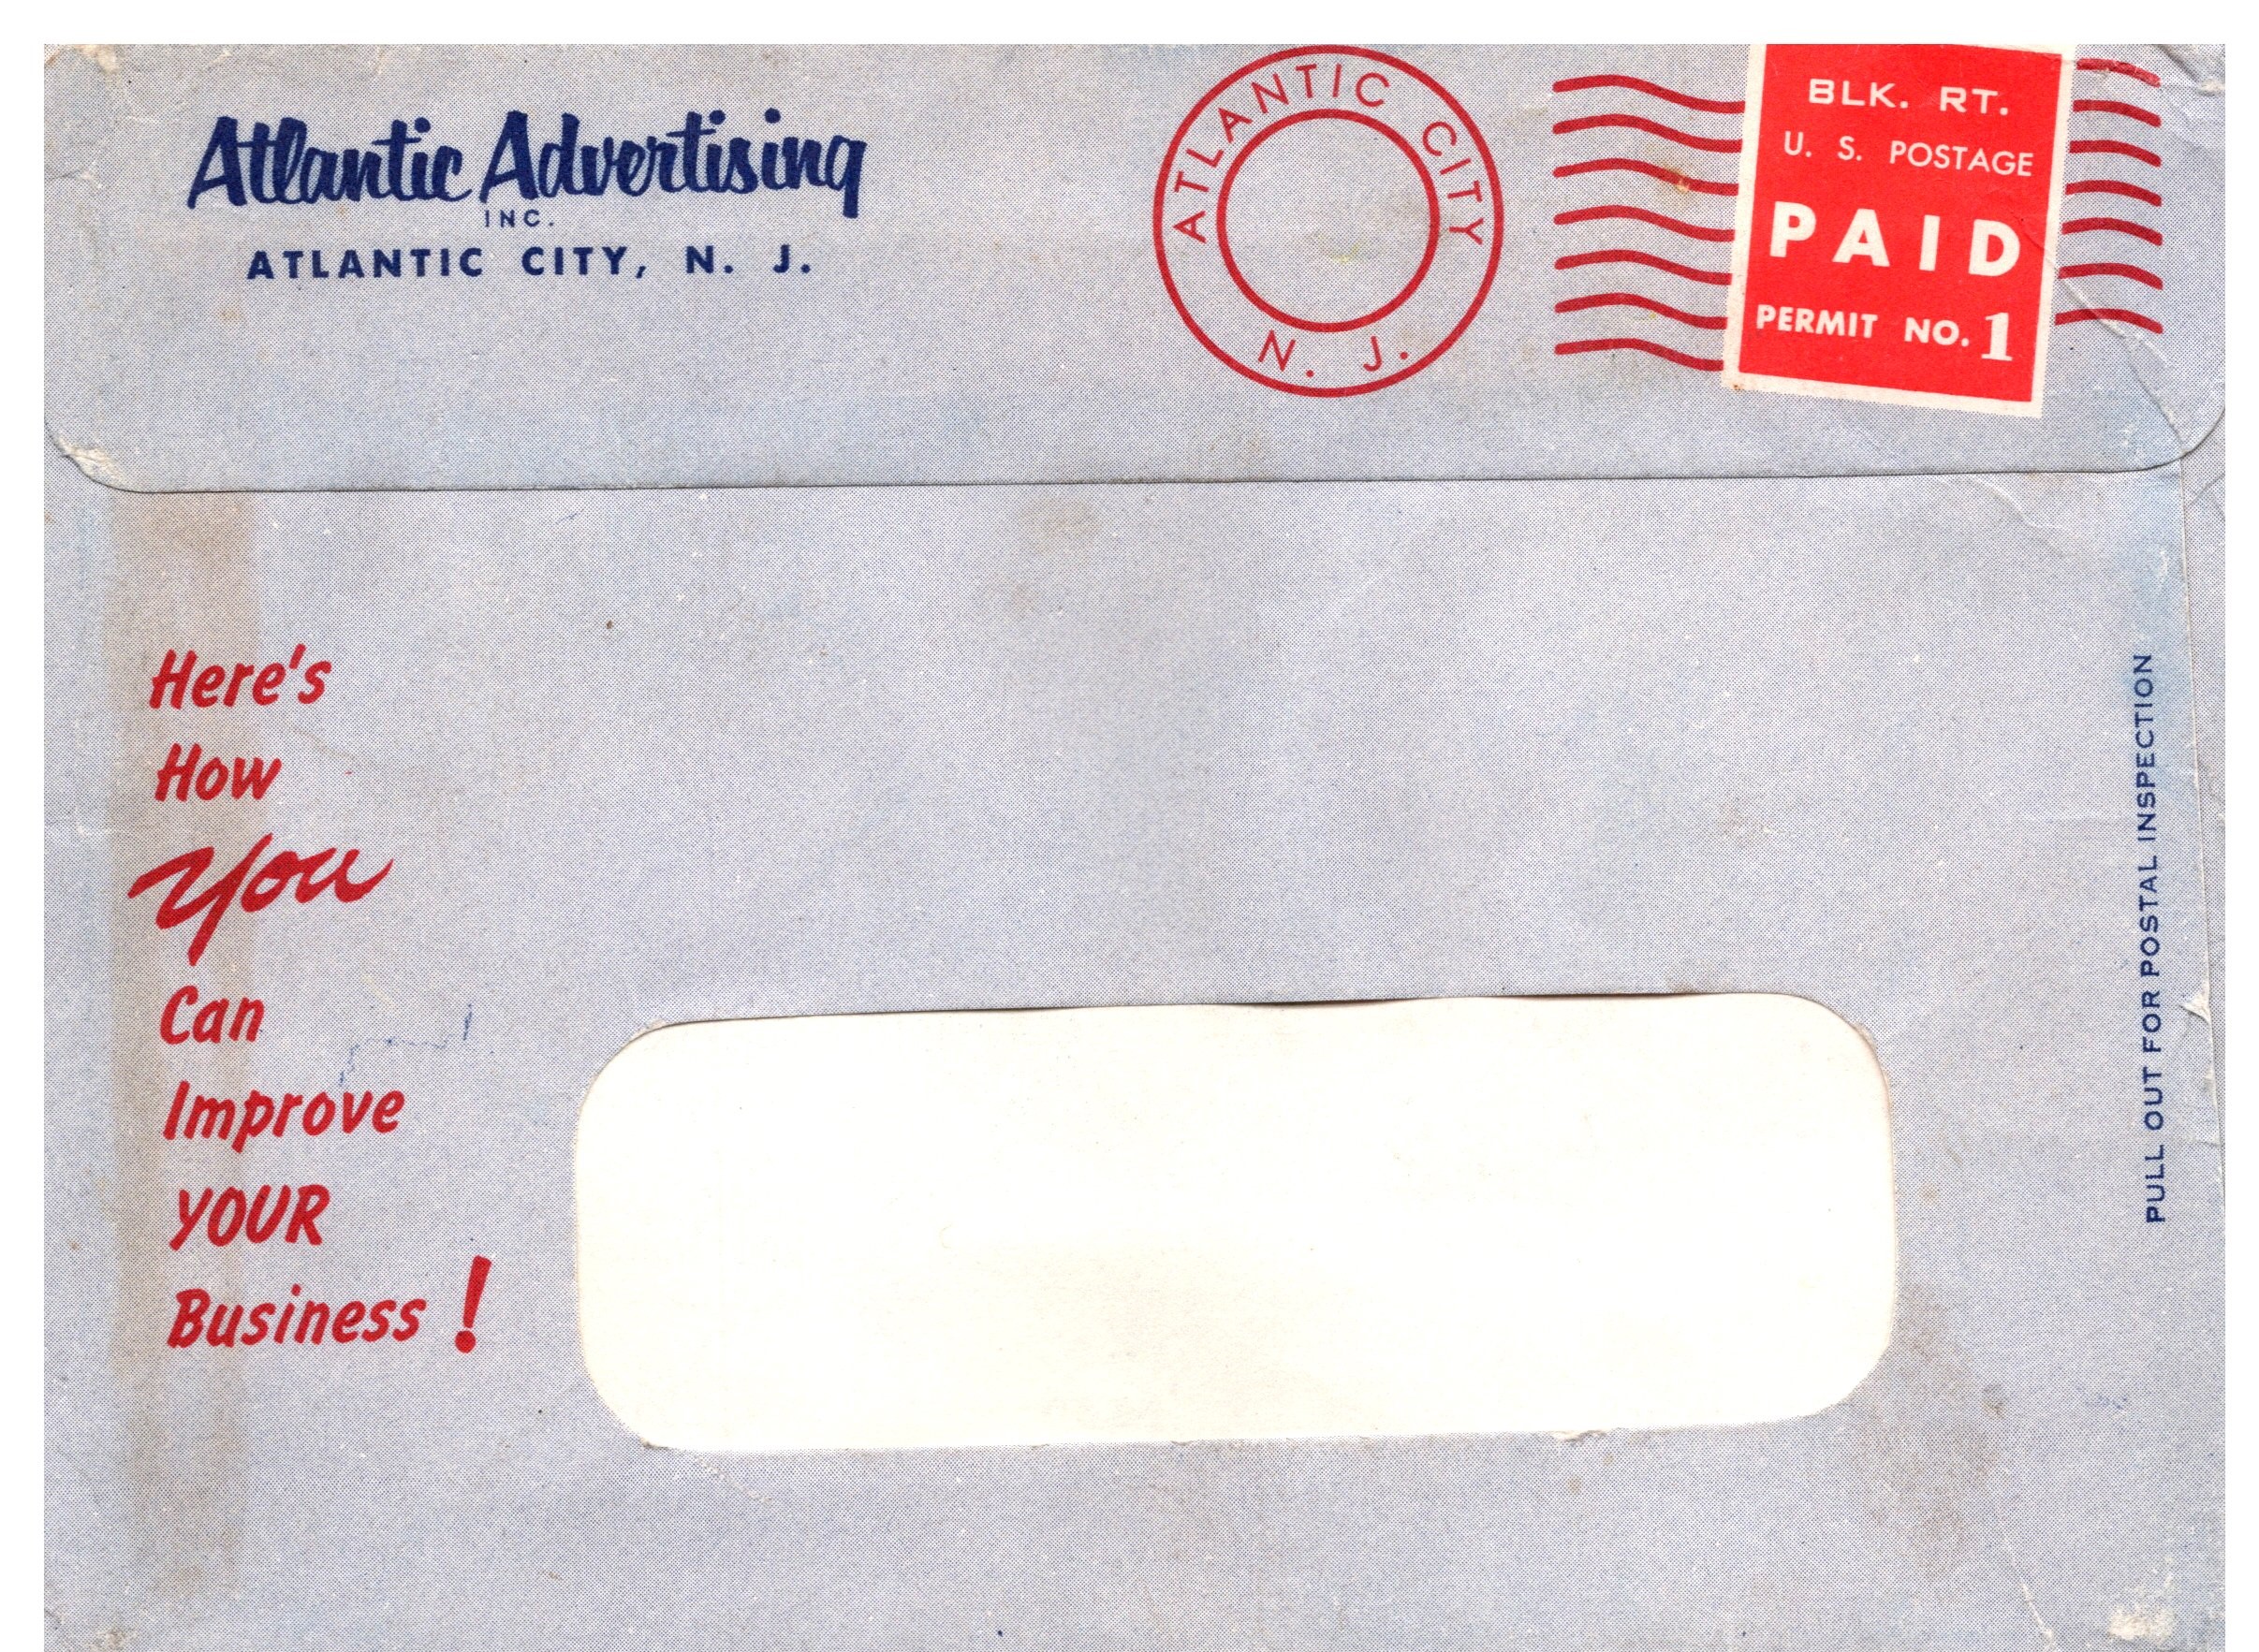 Atlantic Advertising
INC.
ATLANTIC CITY, N. J.
ATLANTIC CITY
N. J.
BLK. RT.
U. S. POSTAGE
PAID
PERMIT NO. 1
Here's
How
You
Can
Improve
YOUR
Business!
PULL OUT FOR POSTAL INSPECTION